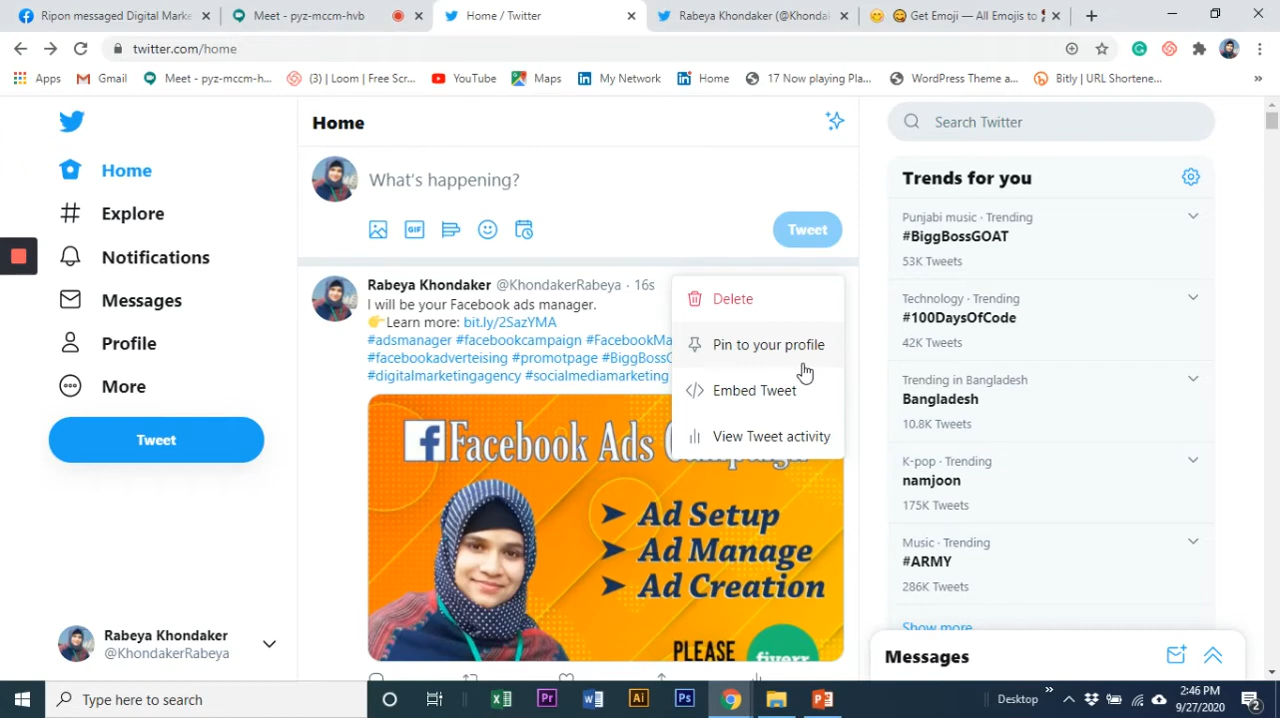 Ripon messaged Digital Marke
Meet - pyz-mccm-hvb
Home / Twitter
Rabeya Khondaker (@Khonda
Get Emoji — All Emojis to
twitter.com/home
Apps
Gmail
Meet - pyz-mccm-h...
(3) | Loom | Free Scr...
YouTube
Maps
My Network
Home
17 Now playing Pla...
WordPress Theme a...
Bitly | URL Shortene...
»
Home
Explore
Notifications
Messages
Profile
More
Tweet
Rabeya Khondaker
@KhondakerRabeya
Home
What's happening?
GIF
Tweet
Rabeya Khondaker @KhondakerRabeya · 16s
I will be your Facebook ads manager.
👉Learn more: bit.ly/2SazYMA
#adsmanager #facebookcampaign #FacebookMa
#facebookadverteising #promotpage #BiggBossG
#digitalmarketingagency #socialmediamarketing
Delete
Pin to your profile
Embed Tweet
View Tweet activity
f Facebook Ads
➤ Ad Setup
➤ Ad Manage
➤ Ad Creation
PLEASE
fiverr
Search Twitter
Trends for you
Punjabi music · Trending
#BiggBossGOAT
53K Tweets
Technology · Trending
#100DaysOfCode
42K Tweets
Trending in Bangladesh
Bangladesh
10.8K Tweets
K-pop · Trending
namjoon
175K Tweets
Music · Trending
#ARMY
286K Tweets
Show more
Messages
Type here to search
Pr
Ai
Ps
Desktop
»
2:46 PM
9/27/2020
2